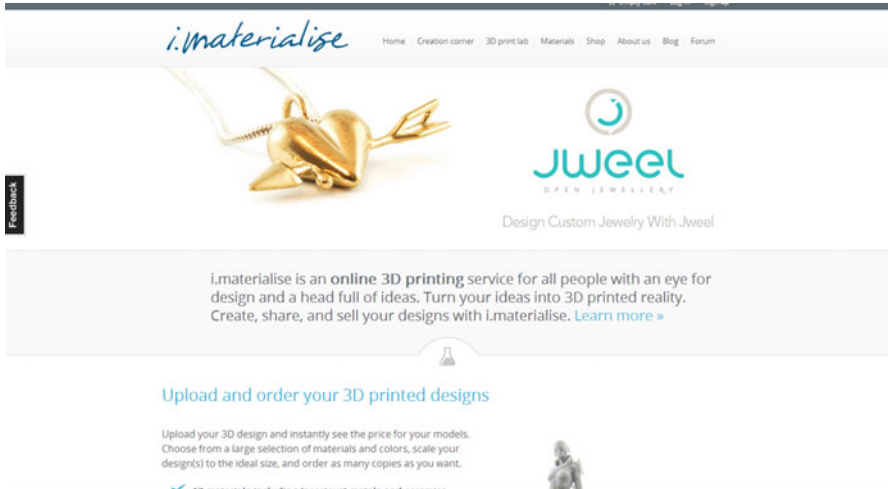 i.materialise
Home Creation corner 3D print lab Materials Shop About us Blog Forum
JWEEL
OPEN JEWELLERY
Design Custom Jewelry With Jweel
Feedback
i.materialise is an online 3D printing service for all people with an eye for
design and a head full of ideas. Turn your ideas into 3D printed reality.
Create, share, and sell your designs with i.materialise. Learn more »
Upload and order your 3D printed designs
Upload your 3D design and instantly see the price for your models.
Choose from a large selection of materials and colors, scale your
design(s) to the ideal size, and order as many copies as you want.